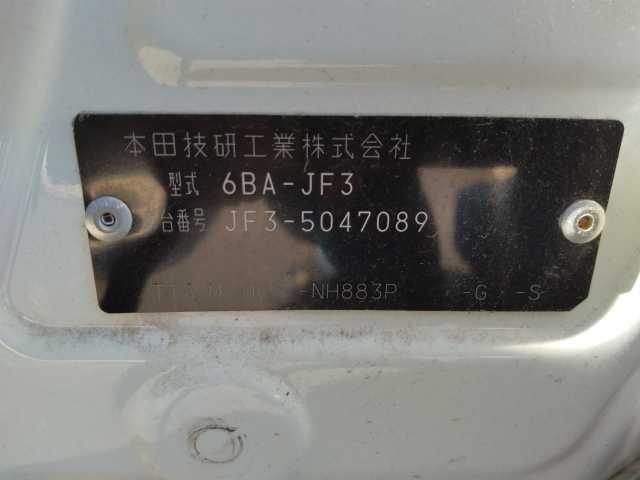 本田技研工業株式会社
型式 6BA-JF3
台番号 JF3-5047089
-NH883P -G -S